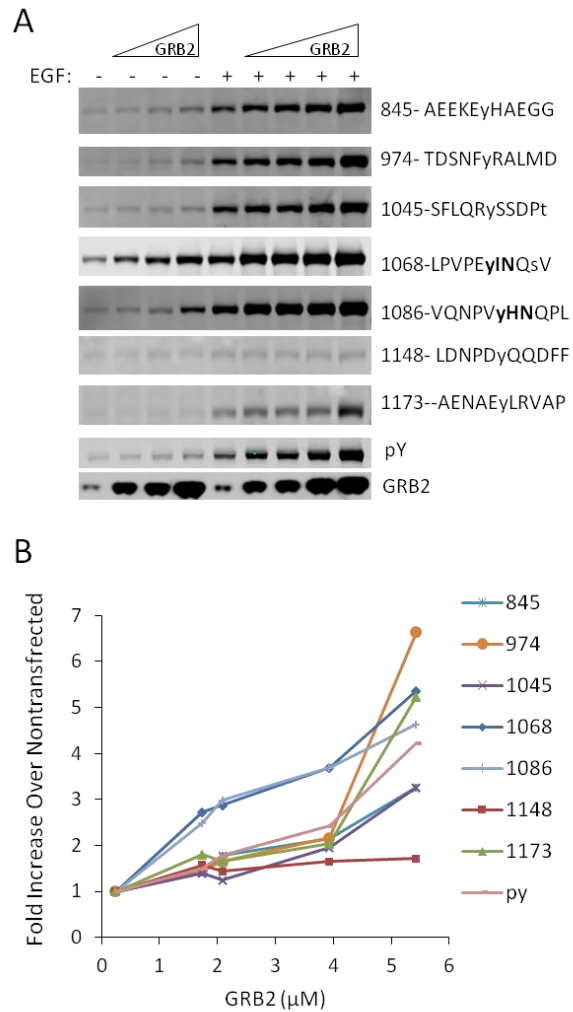 A
GRB2 GRB2
EGF: - - - - + + + + +
845- AEEKEyHAEGG
974- TDSNFyRALMD
1045-SFLQRySSDPt
1068-LPVPEyINQsV
1086-VQNPVyHNQPL
1148- LDNPDyQQDFF
1173--AENAEyLRVAP
pY
GRB2
B
Fold Increase Over Nontransfrected
7
6
5
4
3
2
1
0
0 1 2 3 4 5 6
GRB2 (µM)
845
974
1045
1068
1086
1148
1173
py